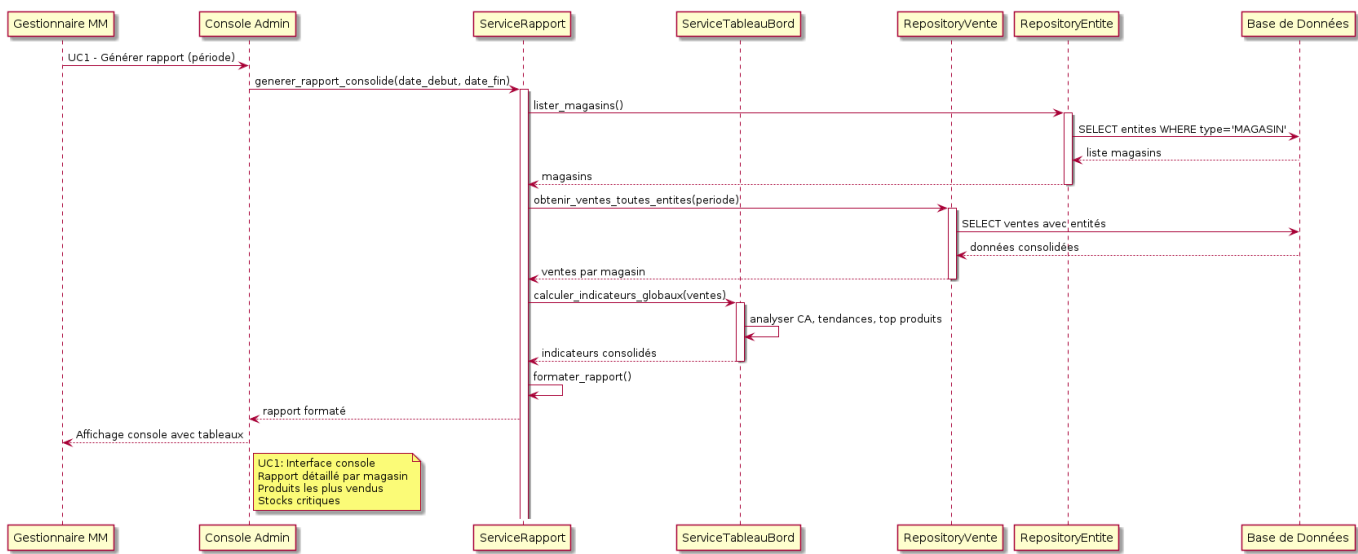 Gestionnaire MM
Console Admin
ServiceRapport
ServiceTableauBord
RepositoryVente
RepositoryEntite
Base de Données
UC1 - Générer rapport (période)
generer_rapport_consolide(date_debut, date_fin)
lister_magasins()
SELECT entites WHERE type='MAGASIN'
liste magasins
magasins
obtenir_ventes_toutes_entites(periode)
SELECT ventes avec entités
données consolidées
ventes par magasin
calculer_indicateurs_globaux(ventes)
analyser CA, tendances, top produits
indicateurs consolidés
formater_rapport()
rapport formaté
Affichage console avec tableaux
UC1: Interface console
Rapport détaillé par magasin
Produits les plus vendus
Stocks critiques
Gestionnaire MM
Console Admin
ServiceRapport
ServiceTableauBord
RepositoryVente
RepositoryEntite
Base de Données